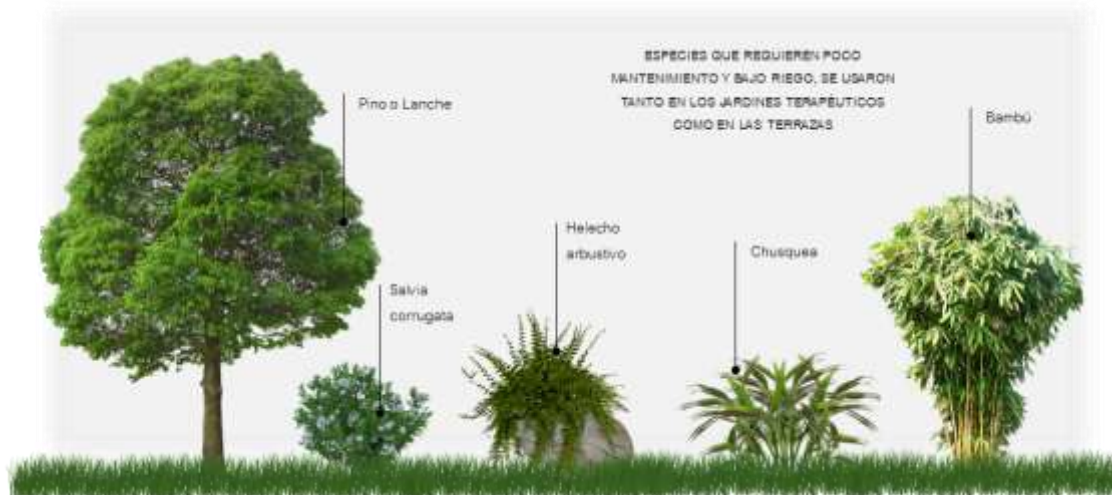 ESPECIES QUE REQUIEREN POCO
MANTENIMIENTO Y BAJO RIEGO, SE USARON
TANTO EN LOS JARDINES TERAPÉUTICOS
COMO EN LAS TERRAZAS
Pino o Lanche
Bambú
Helecho
arbustivo
Chusquea
Salvia
corrugata